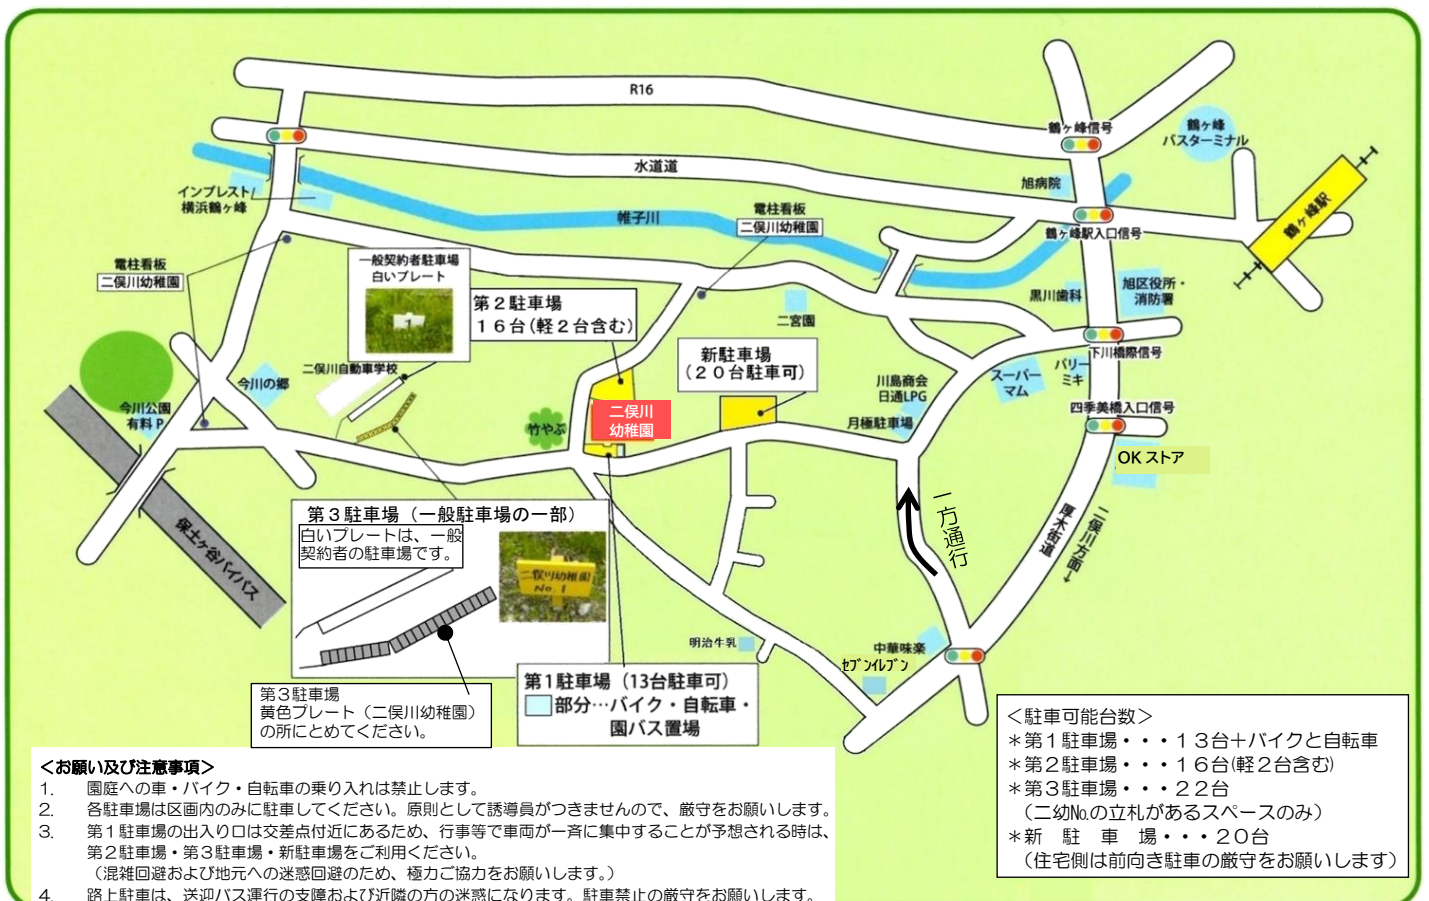 R16
鶴ヶ峰信号
鶴ヶ峰
バスターミナル
水道道
旭病院
インプレスト/
横浜鶴ヶ峰
帷子川
電柱看板
二俣川幼稚園
鶴ヶ峰駅入口信号
鶴ヶ峰駅
電柱看板
二俣川幼稚園
一般契約者駐車場
白いプレート
1
第2駐車場
16台(軽2台含む)
二宮園
黒川歯科
旭区役所・
消防署
下川橋際信号
新駐車場
(20台駐車可)
二俣川自動車学校
今川の郷
川島商会
日通LPG
スーパー
マム
パリー
ミキ
今川公園
有料P
竹やぶ
二俣川
幼稚園
月極駐車場
四季美橋入口信号
OKストア
第3駐車場(一般駐車場の一部)
白いプレートは、一般
契約者の駐車場です。
二俣川幼稚園
No.1
一方通行
厚木街道
二俣川方面→
保土ヶ谷バイパス
明治牛乳
中華味楽
セブンイレブン
第1駐車場(13台駐車可)
部分…バイク・自転車・
園バス置場
第3駐車場
黄色プレート(二俣川幼稚園)
の所にとめてください。
<駐車可能台数>
*第1駐車場・・・13台+バイクと自転車
*第2駐車場・・・16台(軽2台含む)
*第3駐車場・・・22台
(二幼№の立札があるスペースのみ)
*新 駐 車 場・・・20台
(住宅側は前向き駐車の厳守をお願いします)
<お願い及び注意事項>
1. 園庭への車・バイク・自転車の乗り入れは禁止します。
2. 各駐車場は区画内のみに駐車してください。原則として誘導員がつきませんので、厳守をお願いします。
3. 第1駐車場の出入り口は交差点付近にあるため、行事等で車両が一斉に集中することが予想される時は、
第2駐車場・第3駐車場・新駐車場をご利用ください。
(混雑回避および地元への迷惑回避のため、極力ご協力をお願いします。)
4. 路上駐車は、送迎バス運行の支障および近隣の方の迷惑になります。駐車禁止の厳守をお願いします。